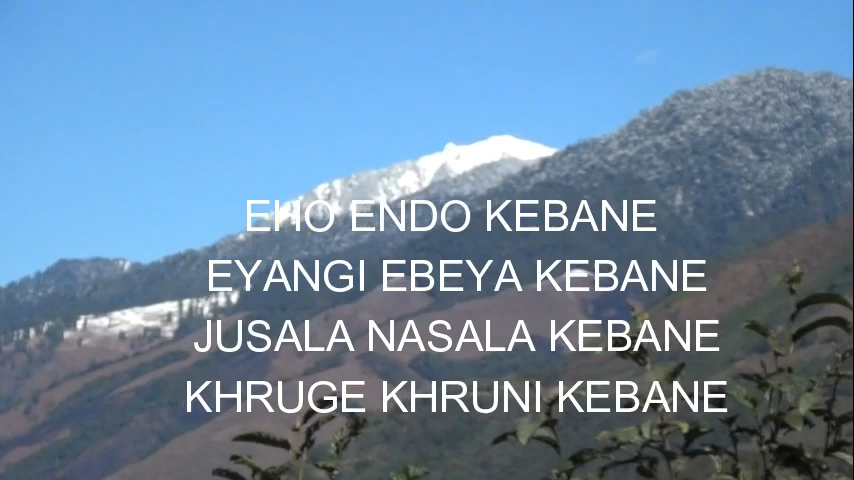 EHO ENDO KEBANE
EYANGI EBEYA KEBANE
JUSALA NASALA KEBANE
KHRUGE KHRUNI KEBANE